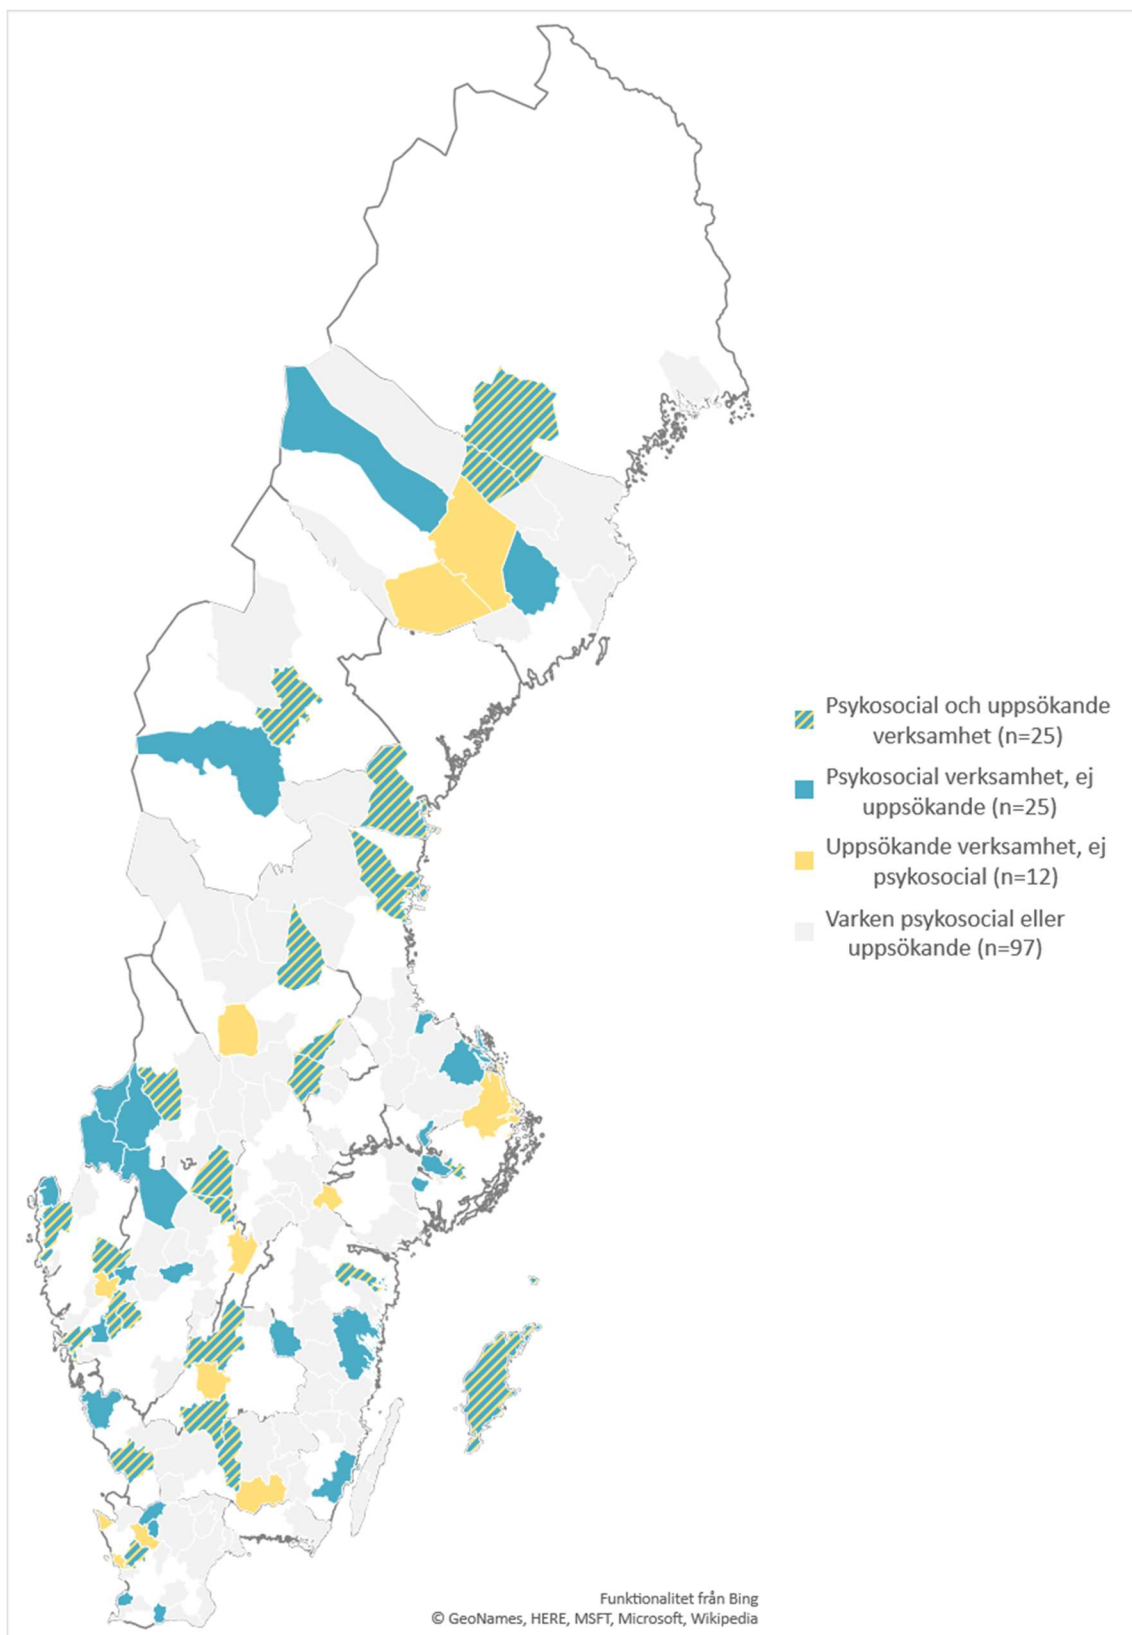 Psykosocial och uppsökande
verksamhet (n=25)
Psykosocial verksamhet, ej
uppsökande (n=25)
Uppsökande verksamhet, ej
psykosocial (n=12)
Varken psykosocial eller
uppsökande (n=97)
Funktionalitet från Bing
© GeoNames, HERE, MSFT, Microsoft, Wikipedia